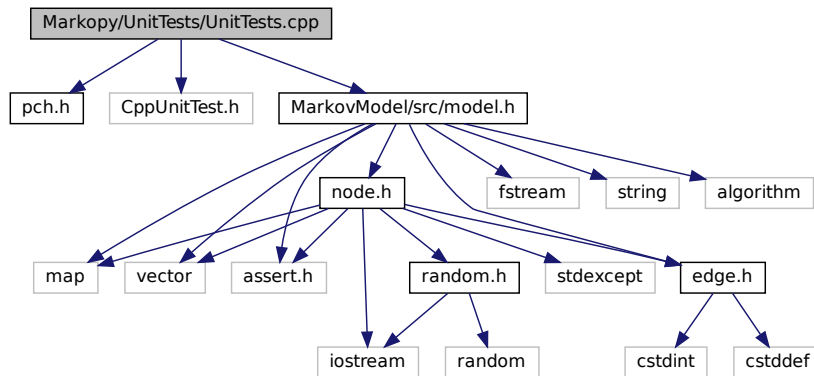 Markopy/UnitTests/UnitTests.cpp
pch.h
CppUnitTest.h
MarkovModel/src/model.h
node.h
fstream
string
algorithm
map
vector
assert.h
random.h
stdexcept
edge.h
iostream
random
cstdint
cstddef